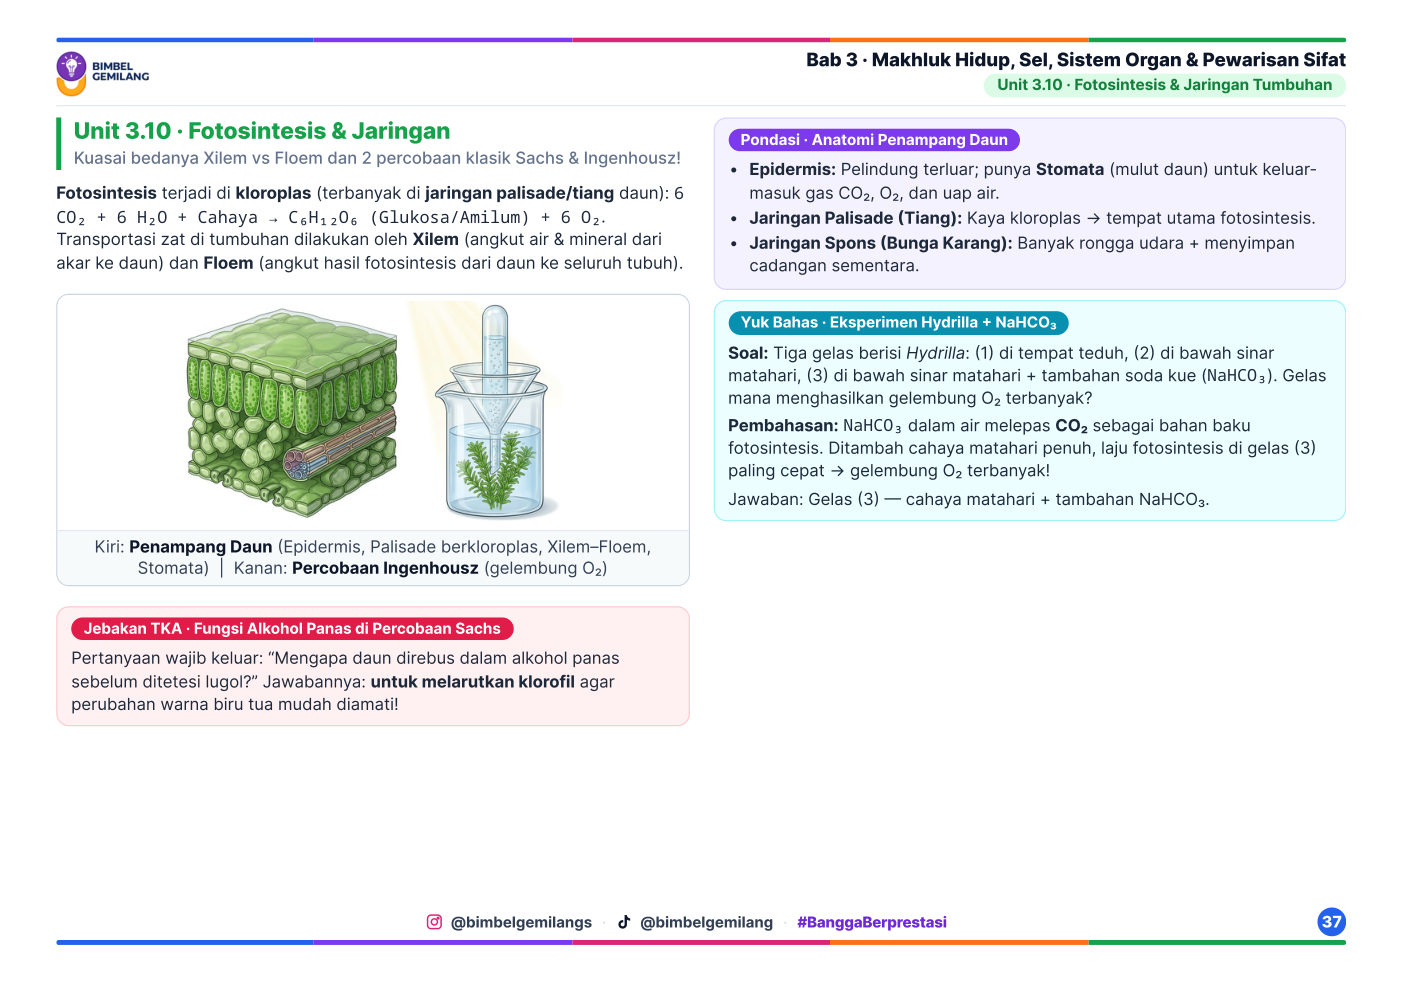 BIMBEL
GEMILANG
Bab 3 · Makhluk Hidup, Sel, Sistem Organ & Pewarisan Sifat
Unit 3.10 · Fotosintesis & Jaringan Tumbuhan
Unit 3.10 · Fotosintesis & Jaringan
Kuasai bedanya Xilem vs Floem dan 2 percobaan klasik Sachs & Ingenhousz!
Fotosintesis terjadi di kloroplas (terbanyak di jaringan palisade/tiang daun): 6
CO₂ + 6 H₂O + Cahaya → C₆H₁₂O₆ (Glukosa/Amilum) + 6 O₂.
Transportasi zat di tumbuhan dilakukan oleh Xilem (angkut air & mineral dari
akar ke daun) dan Floem (angkut hasil fotosintesis dari daun ke seluruh tubuh).
Kiri: Penampang Daun (Epidermis, Palisade berkloroplas, Xilem–Floem,
Stomata) | Kanan: Percobaan Ingenhousz (gelembung O₂)
Jebakan TKA · Fungsi Alkohol Panas di Percobaan Sachs
Pertanyaan wajib keluar: “Mengapa daun direbus dalam alkohol panas
sebelum ditetesi lugol?” Jawabannya: untuk melarutkan klorofil agar
perubahan warna biru tua mudah diamati!
Pondasi · Anatomi Penampang Daun
• Epidermis: Pelindung terluar; punya Stomata (mulut daun) untuk keluar-
masuk gas CO₂, O₂, dan uap air.
• Jaringan Palisade (Tiang): Kaya kloroplas → tempat utama fotosintesis.
• Jaringan Spons (Bunga Karang): Banyak rongga udara + menyimpan
cadangan sementara.
Yuk Bahas · Eksperimen Hydrilla + NaHCO₃
Soal: Tiga gelas berisi Hydrilla: (1) di tempat teduh, (2) di bawah sinar
matahari, (3) di bawah sinar matahari + tambahan soda kue (NaHCO₃). Gelas
mana menghasilkan gelembung O₂ terbanyak?
Pembahasan: NaHCO₃ dalam air melepas CO₂ sebagai bahan baku
fotosintesis. Ditambah cahaya matahari penuh, laju fotosintesis di gelas (3)
paling cepat → gelembung O₂ terbanyak!
Jawaban: Gelas (3) — cahaya matahari + tambahan NaHCO₃.
@bimbelgemilangs · @bimbelgemilang · #BanggaBerprestasi
37